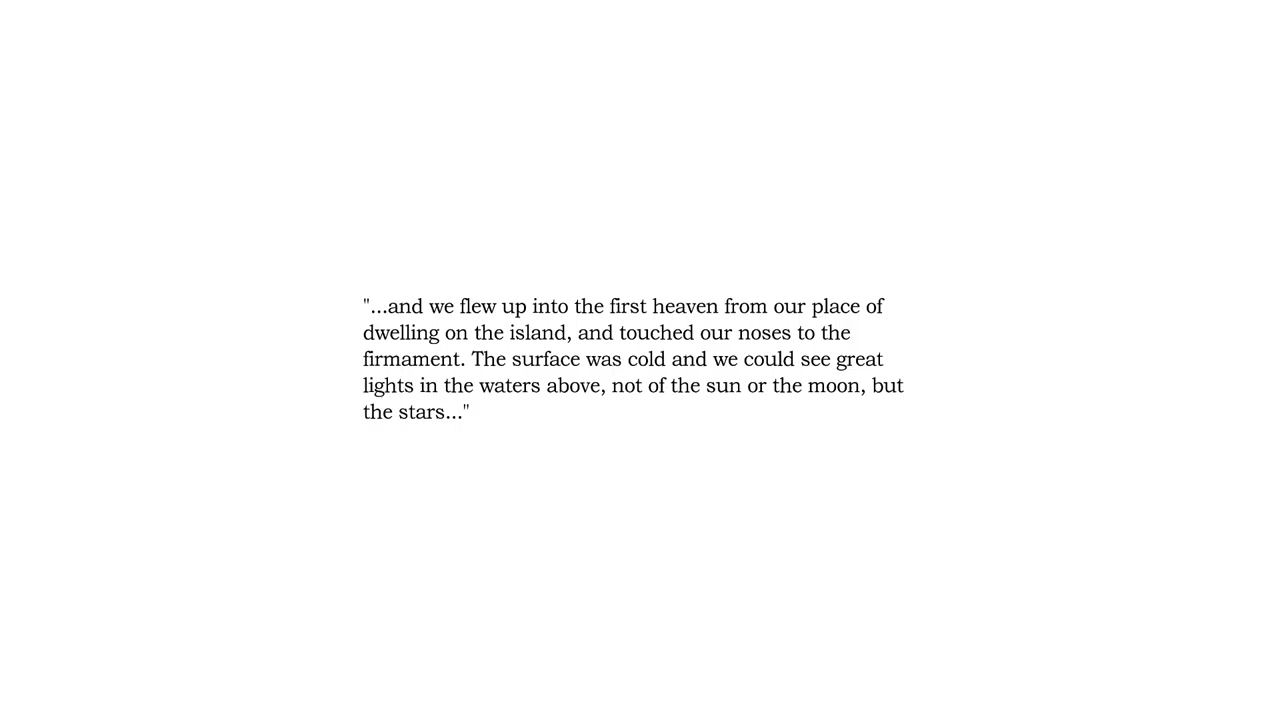 "...and we flew up into the first heaven from our place of
dwelling on the island, and touched our noses to the
firmament. The surface was cold and we could see great
lights in the waters above, not of the sun or the moon, but
the stars..."